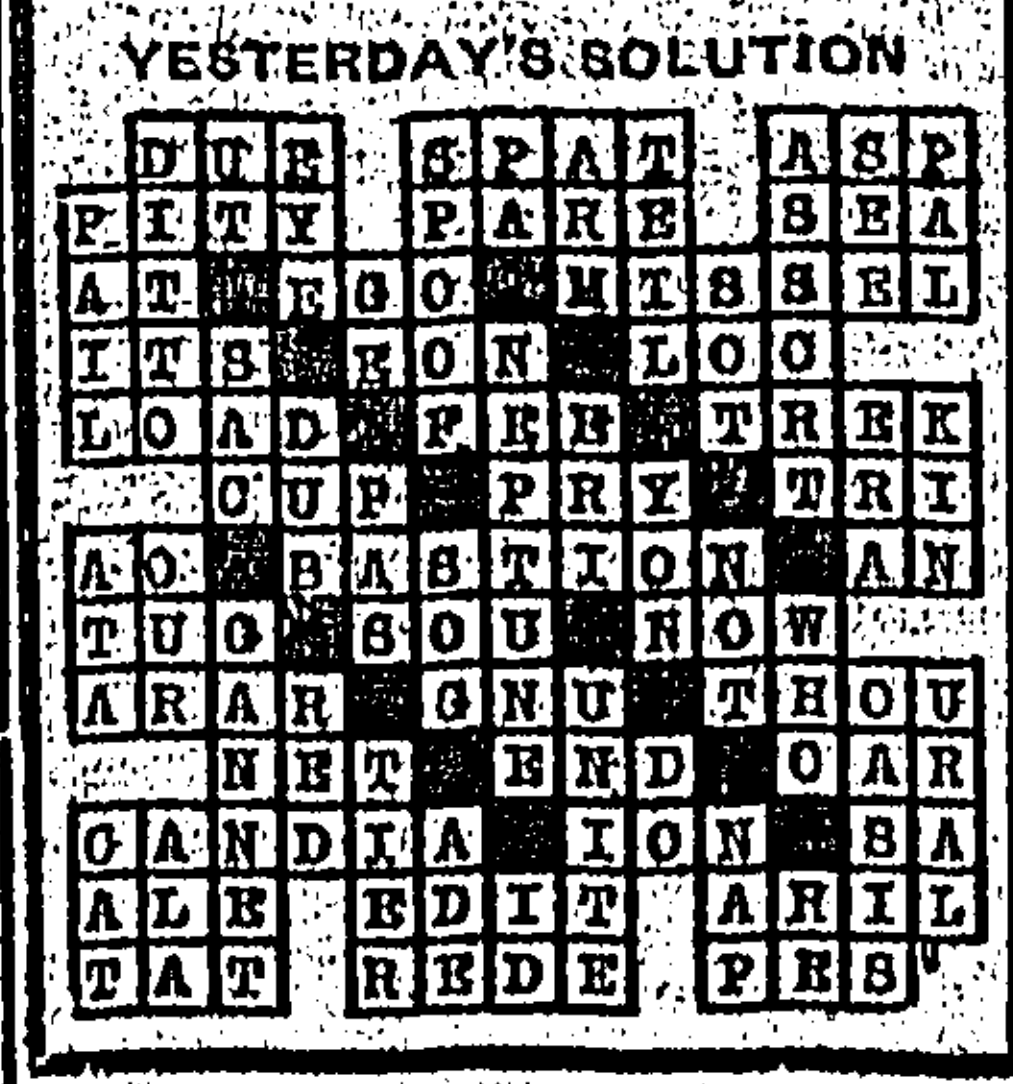 YESTERDAY'S SOLUTION
DUE SPAT ASP
PITY PARE SEA
AT EGO MISSEL
ITS EON LOO
LOAD FEE TREK
CUP PRY TRI
AO BASTION AN
TUG SOU NOW
ARAR GNU THOU
NET END OAR
CANDIA ION SA
ALE EDIT ARIL
TAT REDE PES